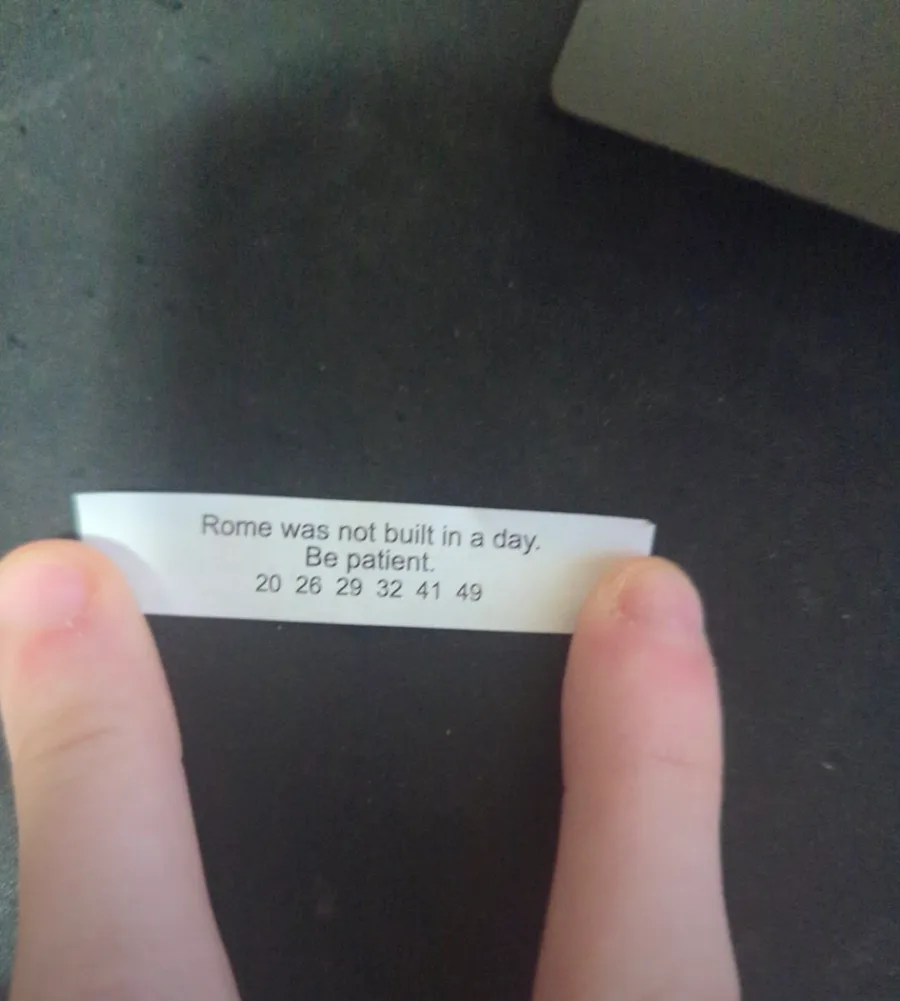 Rome was not built in a day.
Be patient.
20 26 29 32 41 49